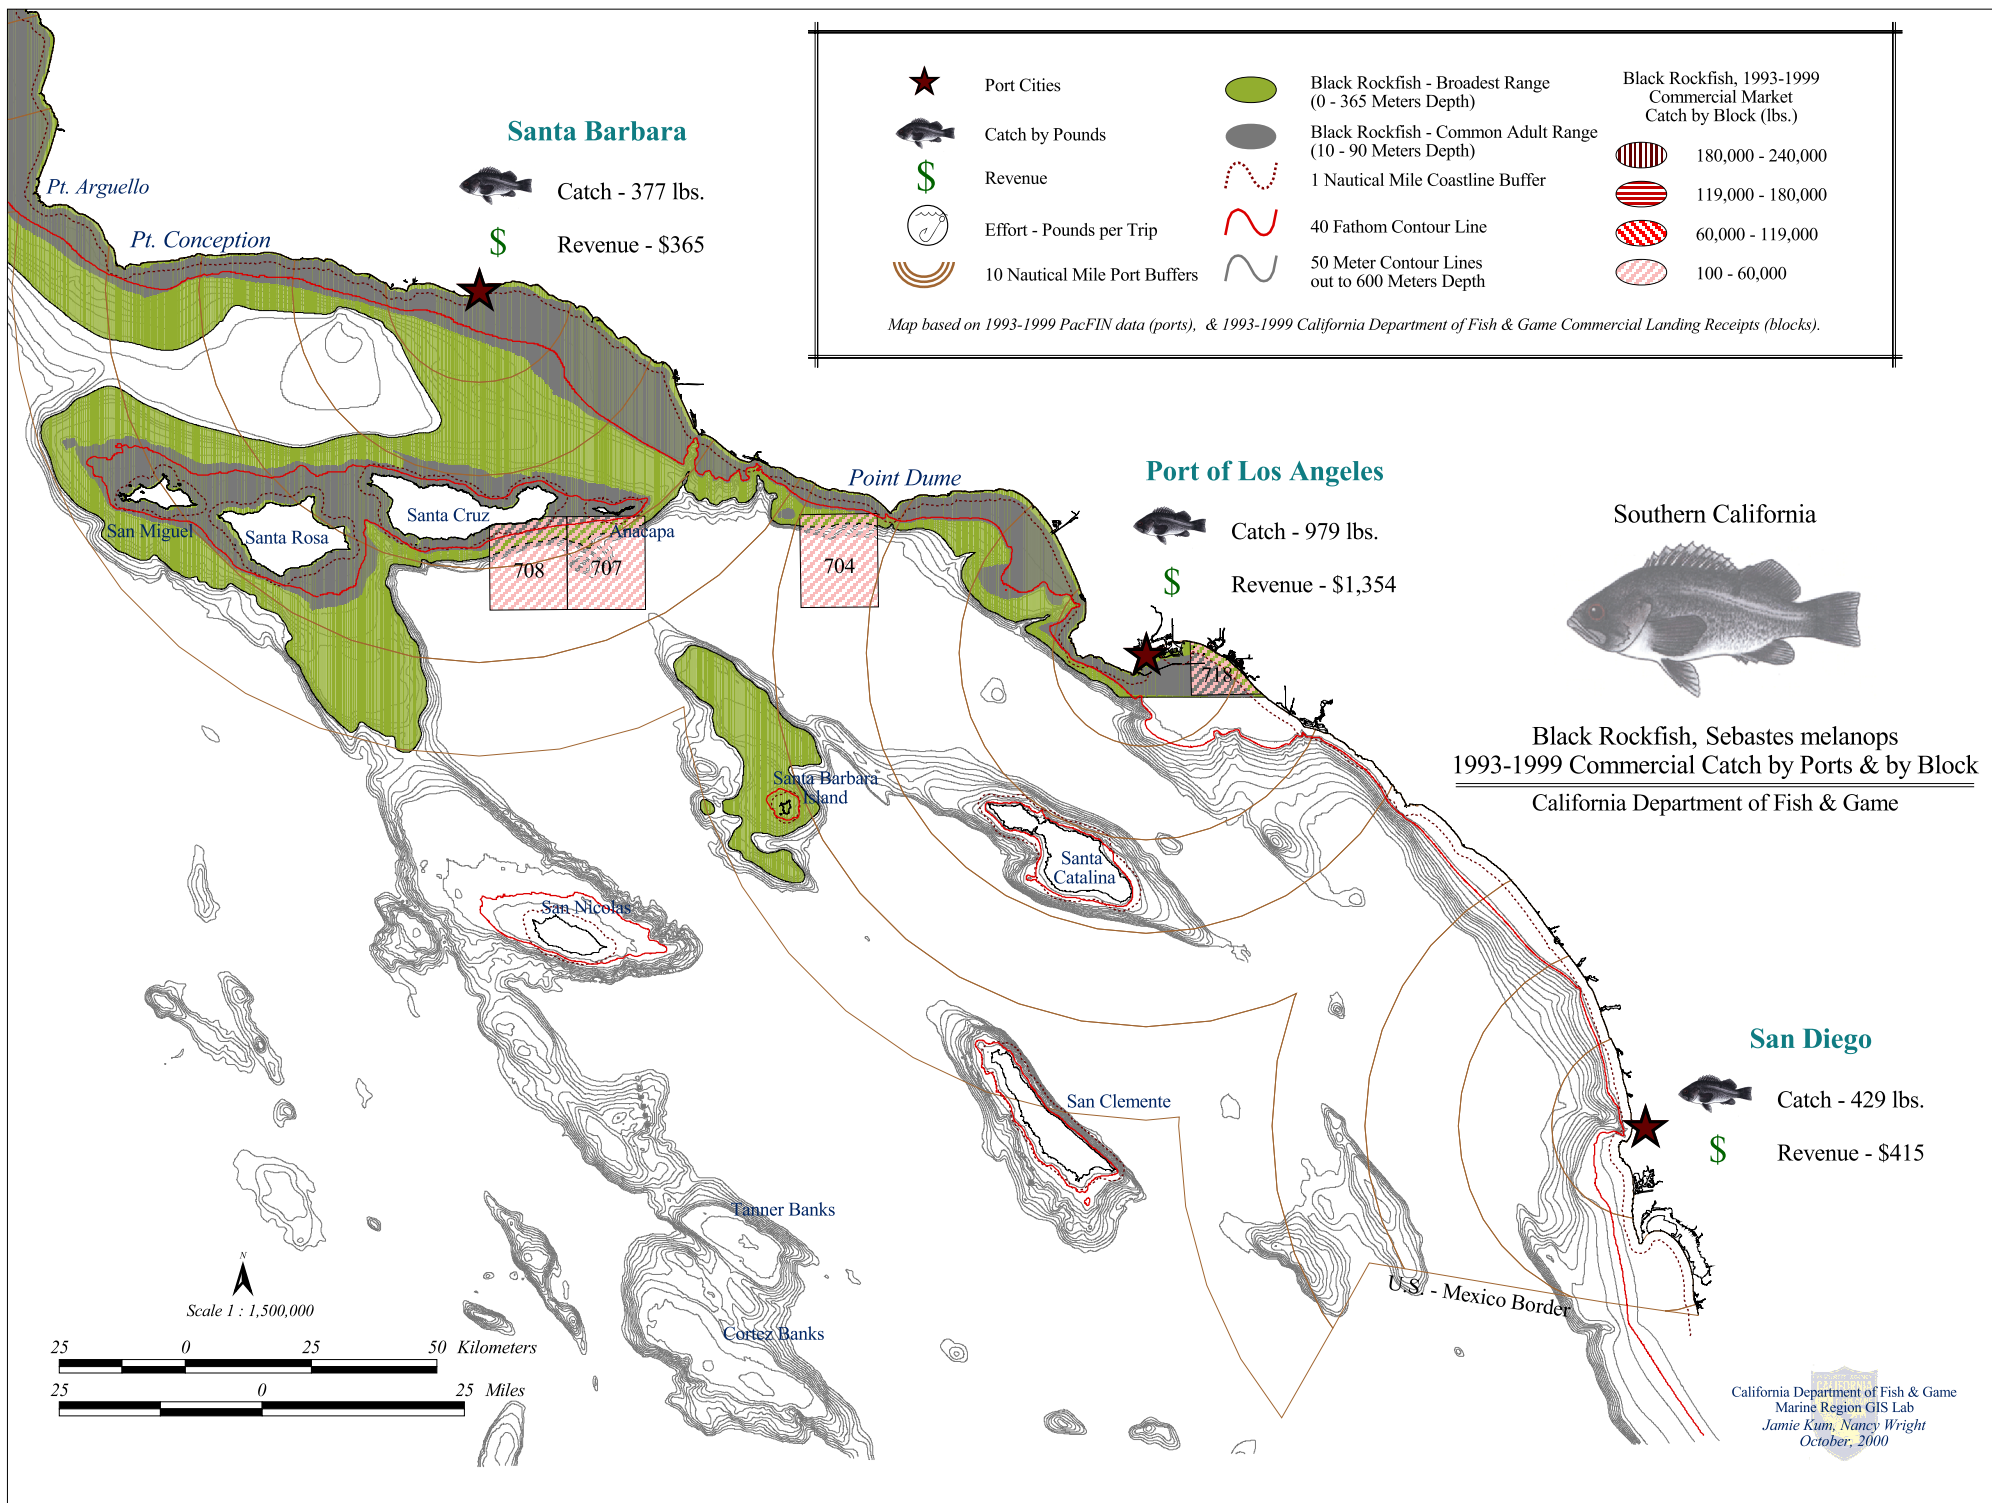 Port Cities
Catch by Pounds
$
Revenue
Effort - Pounds per Trip
10 Nautical Mile Port Buffers
Black Rockfish - Broadest Range
(0 - 365 Meters Depth)
Black Rockfish - Common Adult Range
(10 - 90 Meters Depth)
1 Nautical Mile Coastline Buffer
40 Fathom Contour Line
50 Meter Contour Lines
out to 600 Meters Depth
Black Rockfish, 1993-1999
Commercial Market
Catch by Block (lbs.)
180,000 - 240,000
119,000 - 180,000
60,000 - 119,000
100 - 60,000
Map based on 1993-1999 PacFIN data (ports),  & 1993-1999 California Department of Fish & Game Commercial Landing Receipts (blocks).
Santa Barbara
Catch - 377 lbs.
$ Revenue - $365
Pt. Arguello
Pt. Conception
Point Dume
Port of Los Angeles
Catch - 979 lbs.
$ Revenue - $1,354
San Miguel
Santa Rosa
Santa Cruz
Anacapa
708
707
704
718
Southern California
Black Rockfish, Sebastes melanops
1993-1999 Commercial Catch by Ports & by Block
California Department of Fish & Game
Santa Barbara
Island
Santa
Catalina
San Nicolas
San Clemente
San Diego
Catch - 429 lbs.
$ Revenue - $415
Tanner Banks
Cortez Banks
U.S. - Mexico Border
N
Scale 1 : 1,500,000
25 0 25 50 Kilometers
25 0 25 Miles
California Department of Fish & Game
Marine Region GIS Lab
Jamie Kum, Nancy Wright
October, 2000